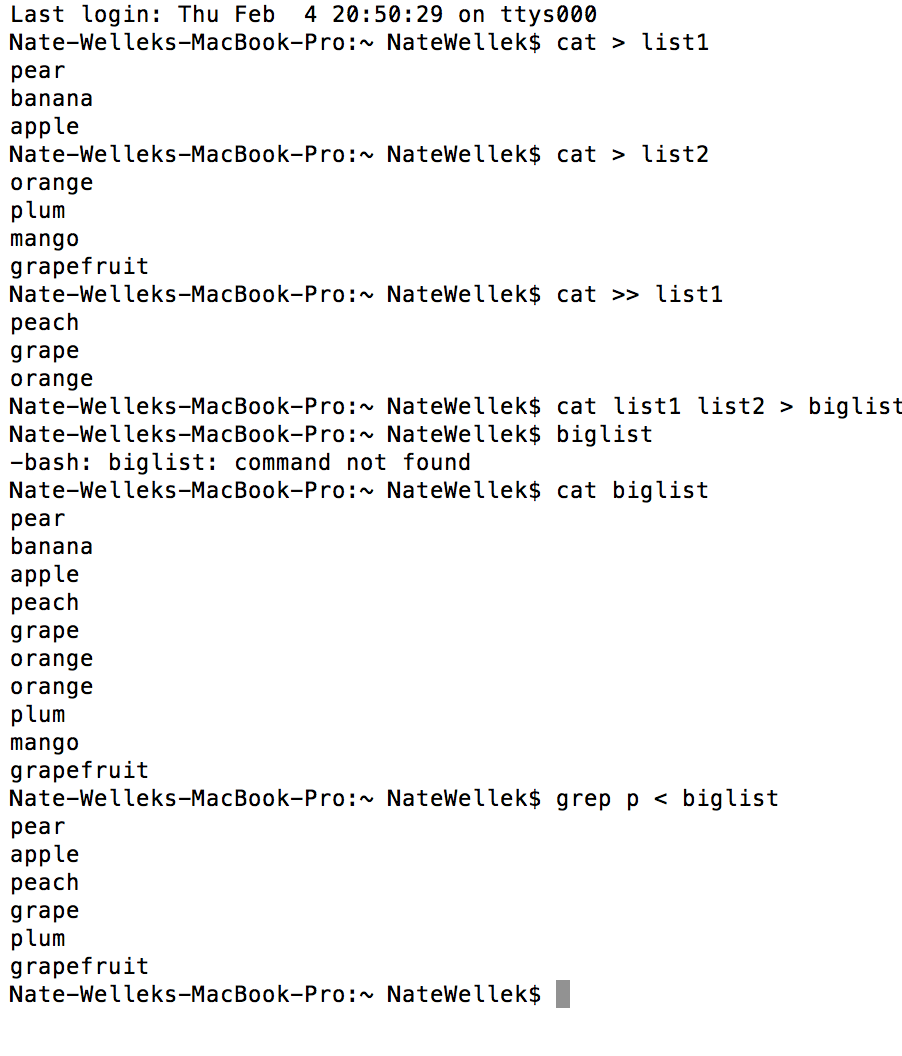 Last login: Thu Feb  4 20:50:29 on ttys000
Nate-Welleks-MacBook-Pro:~ NateWellek$ cat > list1
pear
banana
apple
Nate-Welleks-MacBook-Pro:~ NateWellek$ cat > list2
orange
plum
mango
grapefruit
Nate-Welleks-MacBook-Pro:~ NateWellek$ cat >> list1
peach
grape
orange
Nate-Welleks-MacBook-Pro:~ NateWellek$ cat list1 list2 > biglist
Nate-Welleks-MacBook-Pro:~ NateWellek$ biglist
-bash: biglist: command not found
Nate-Welleks-MacBook-Pro:~ NateWellek$ cat biglist
pear
banana
apple
peach
grape
orange
orange
plum
mango
grapefruit
Nate-Welleks-MacBook-Pro:~ NateWellek$ grep p < biglist
pear
apple
peach
grape
plum
grapefruit
Nate-Welleks-MacBook-Pro:~ NateWellek$